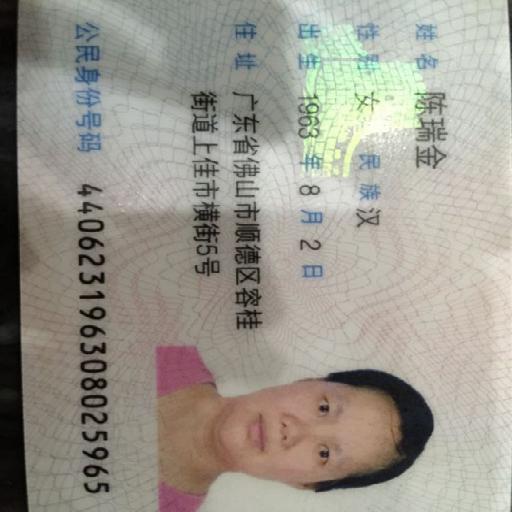 姓名 陈瑞金
性别 女 民族 汉
出生 1963 年 8 月 2 日
住址 广东省佛山市顺德区容桂
街道上佳市横街5号
公民身份号码 440623196308025965